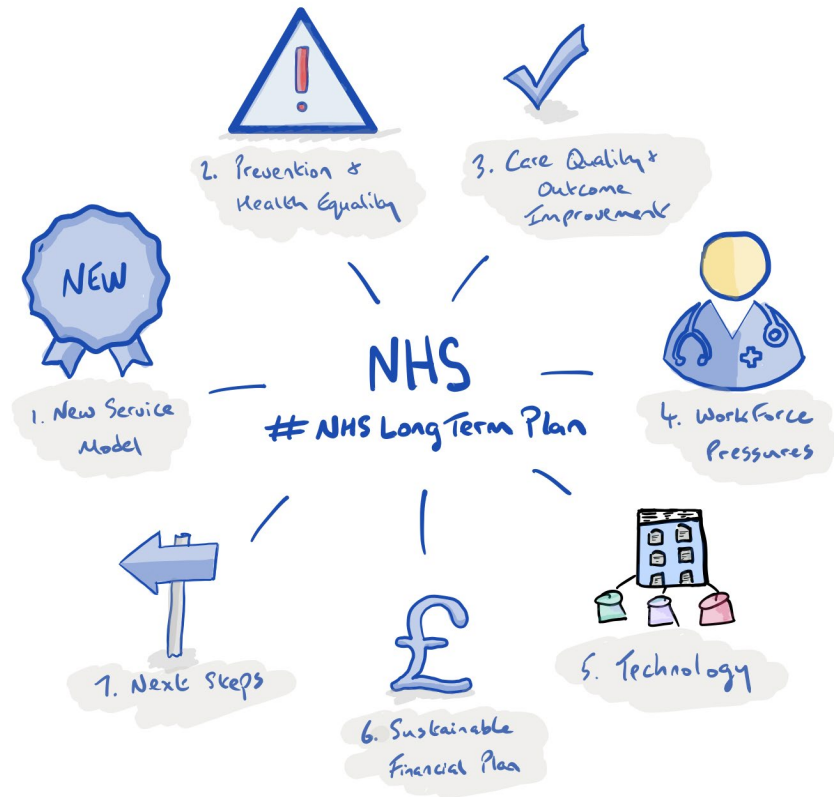 NHS
# NHS Long Term Plan
NEW
1. New Service
Model
2. Prevention &
Health Equality
3. Care Quality &
Outcome
Improvement
4. Workforce
Pressures
5. Technology
6. Sustainable
Financial Plan
7. Next Steps